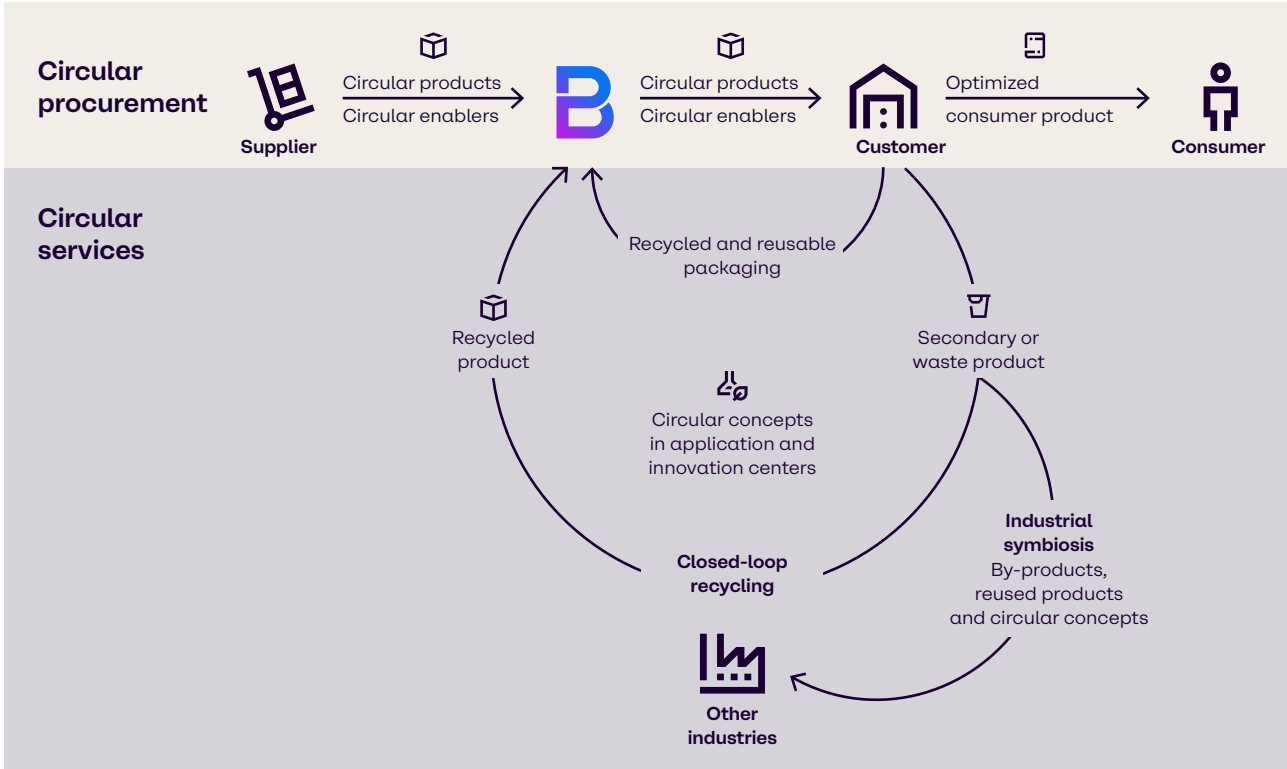 Circular
procurement
Supplier
Circular products
Circular enablers
B
Circular products
Circular enablers
Customer
Optimized
consumer product
Consumer
Circular
services
Recycled and reusable
packaging
Recycled
product
Secondary or
waste product
Circular concepts
in application and
innovation centers
Closed-loop
recycling
Industrial
symbiosis
By-products,
reused products
and circular concepts
Other
industries